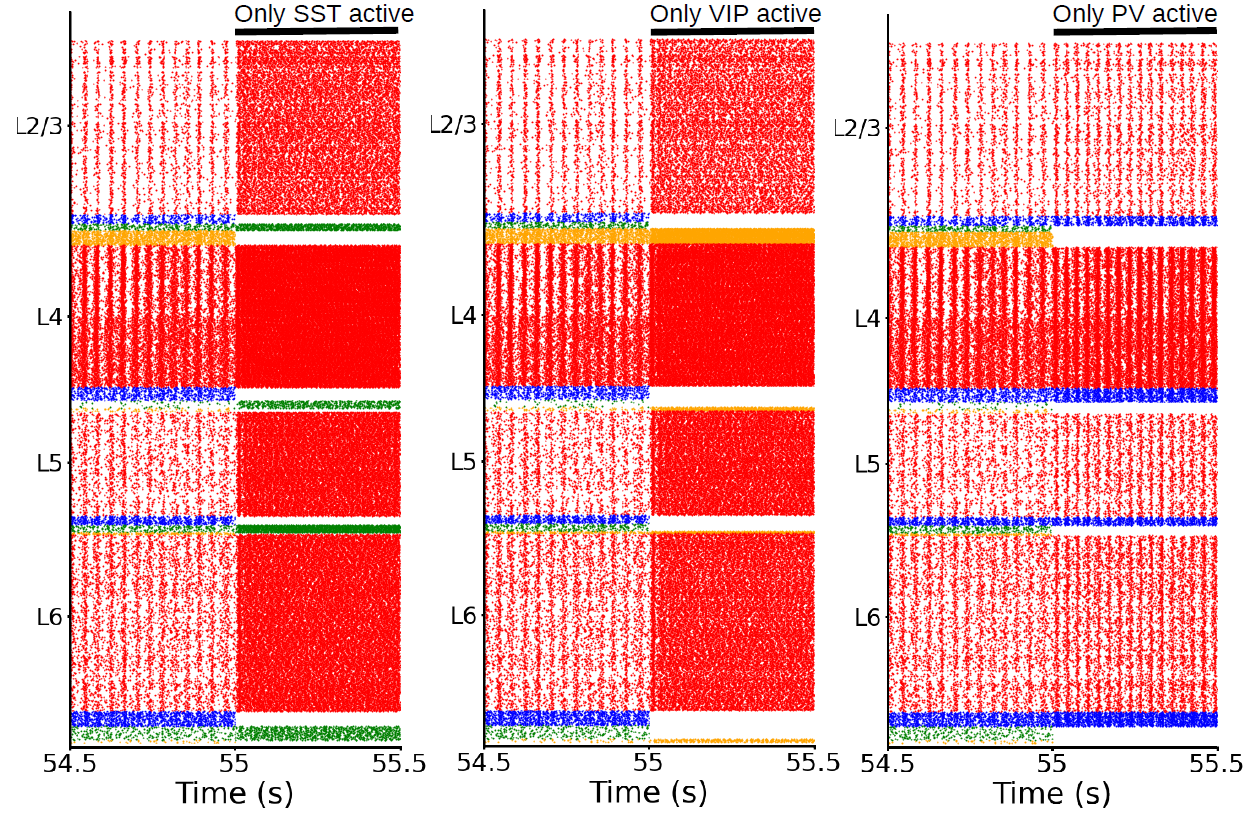 Only SST active
L2/3
L4
L5
L6
54.5 55 55.5
Time (s)
Only VIP active
L2/3
L4
L5
L6
54.5 55 55.5
Time (s)
Only PV active
L2/3
L4
L5
L6
54.5 55 55.5
Time (s)